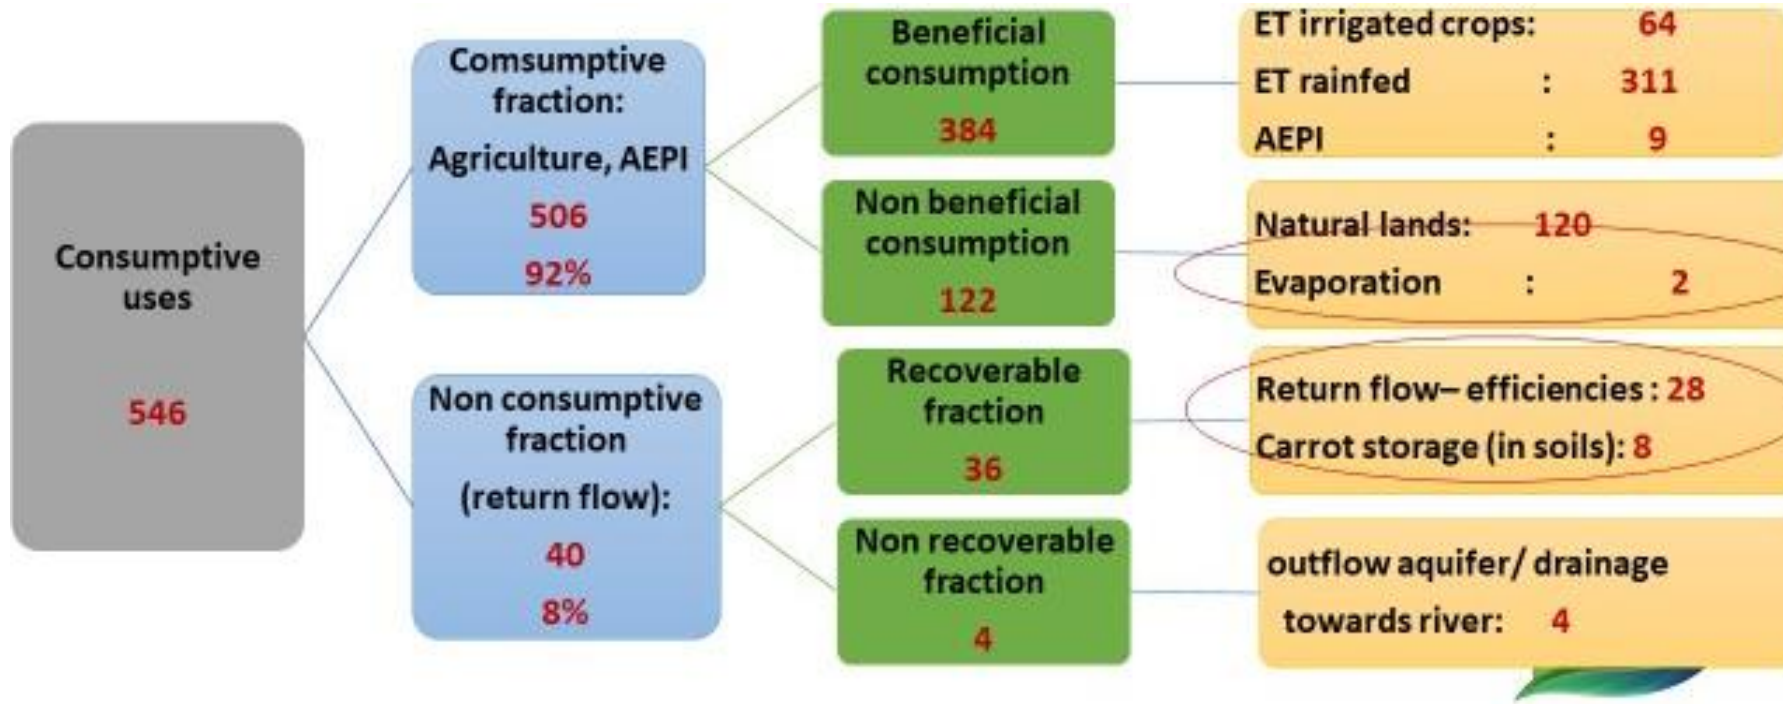 Consumptive
uses
546
Comsumptive
fraction:
Agriculture, AEPI
506
92%
Non consumptive
fraction
(return flow):
40
8%
Beneficial
consumption
384
Non beneficial
consumption
122
Recoverable
fraction
36
Non recoverable
fraction
4
ET irrigated crops: 64
ET rainfed : 311
AEPI : 9
Natural lands: 120
Evaporation : 2
Return flow– efficiencies : 28
Carrot storage (in soils): 8
outflow aquifer/ drainage
towards river: 4